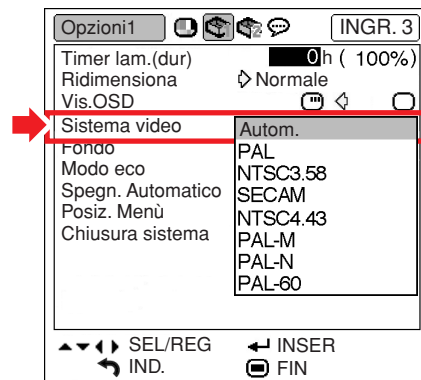 Opzioni1 INGR. 3
Timer lam.(dur) 0 h ( 100%)
Ridimensiona Normale
Vis.OSD
Sistema video Autom.
Fondo PAL
Modo eco NTSC3.58
Spegn. Automatico SECAM
Posiz. Menù NTSC4.43
Chiusura sistema PAL-M
PAL-N
PAL-60
SEL/REG INSER
IND. FIN